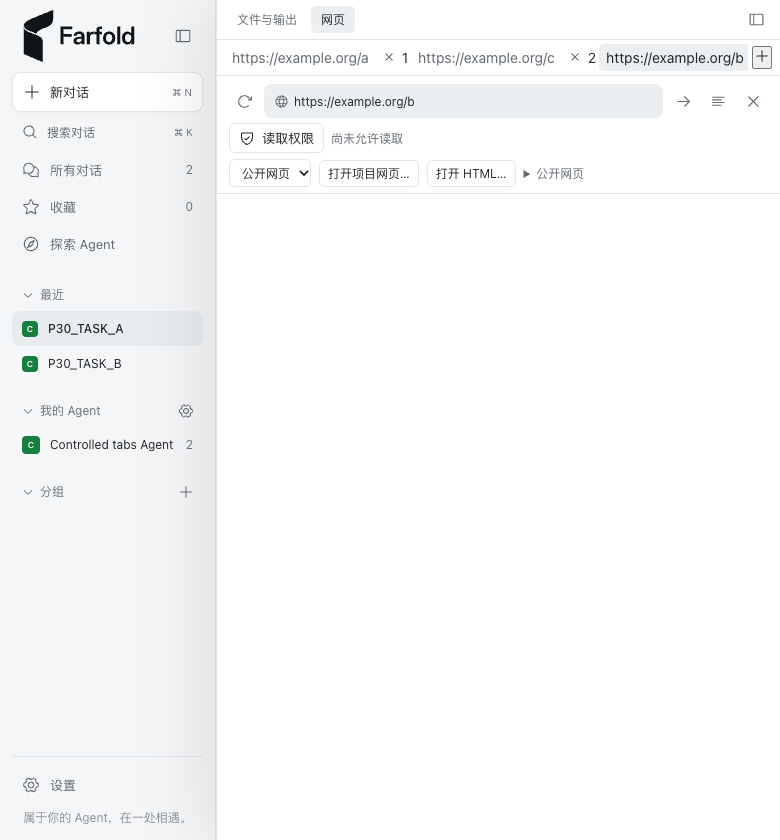 Farfold
新对话 ⌘ N
搜索对话 ⌘ K
所有对话 2
收藏 0
探索 Agent
最近
C P30_TASK_A
C P30_TASK_B
我的 Agent
C Controlled tabs Agent 2
分组
设置
属于你的 Agent，在一处相遇。
文件与输出 网页
https://example.org/a × 1 https://example.org/c × 2 https://example.org/b +
https://example.org/b
读取权限 尚未允许读取
公开网页 打开项目网页... 打开 HTML... ▶ 公开网页